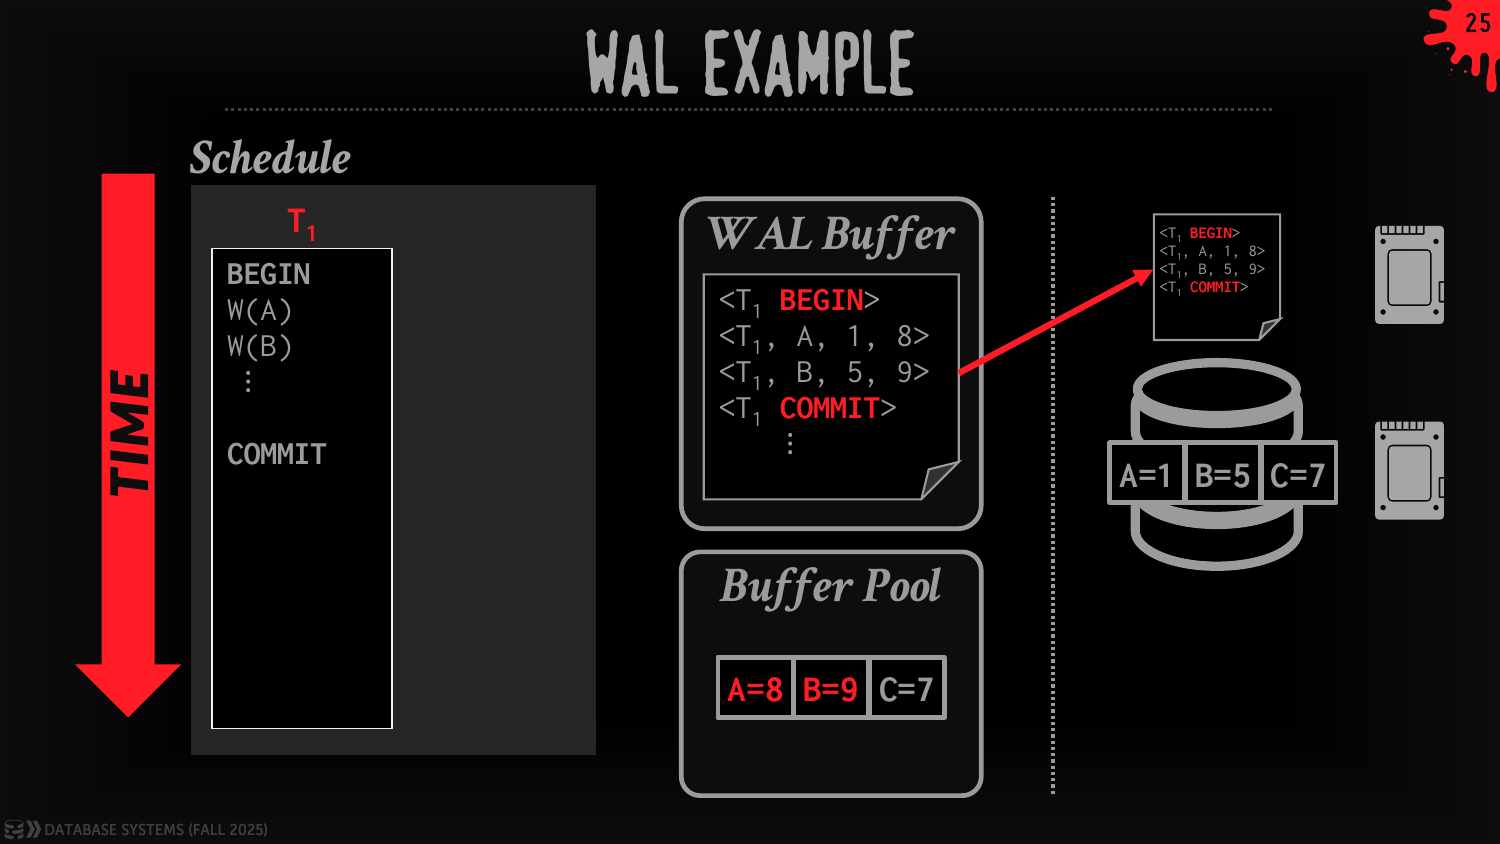 25
WAL EXAMPLE
Schedule
TIME
T1
BEGIN
W(A)
W(B)
⋮
COMMIT
WAL Buffer
<T1 BEGIN>
<T1, A, 1, 8>
<T1, B, 5, 9>
<T1 COMMIT>
⋮
Buffer Pool
A=8 B=9 C=7
<T1 BEGIN>
<T1, A, 1, 8>
<T1, B, 5, 9>
<T1 COMMIT>
A=1 B=5 C=7
DATABASE SYSTEMS (FALL 2025)